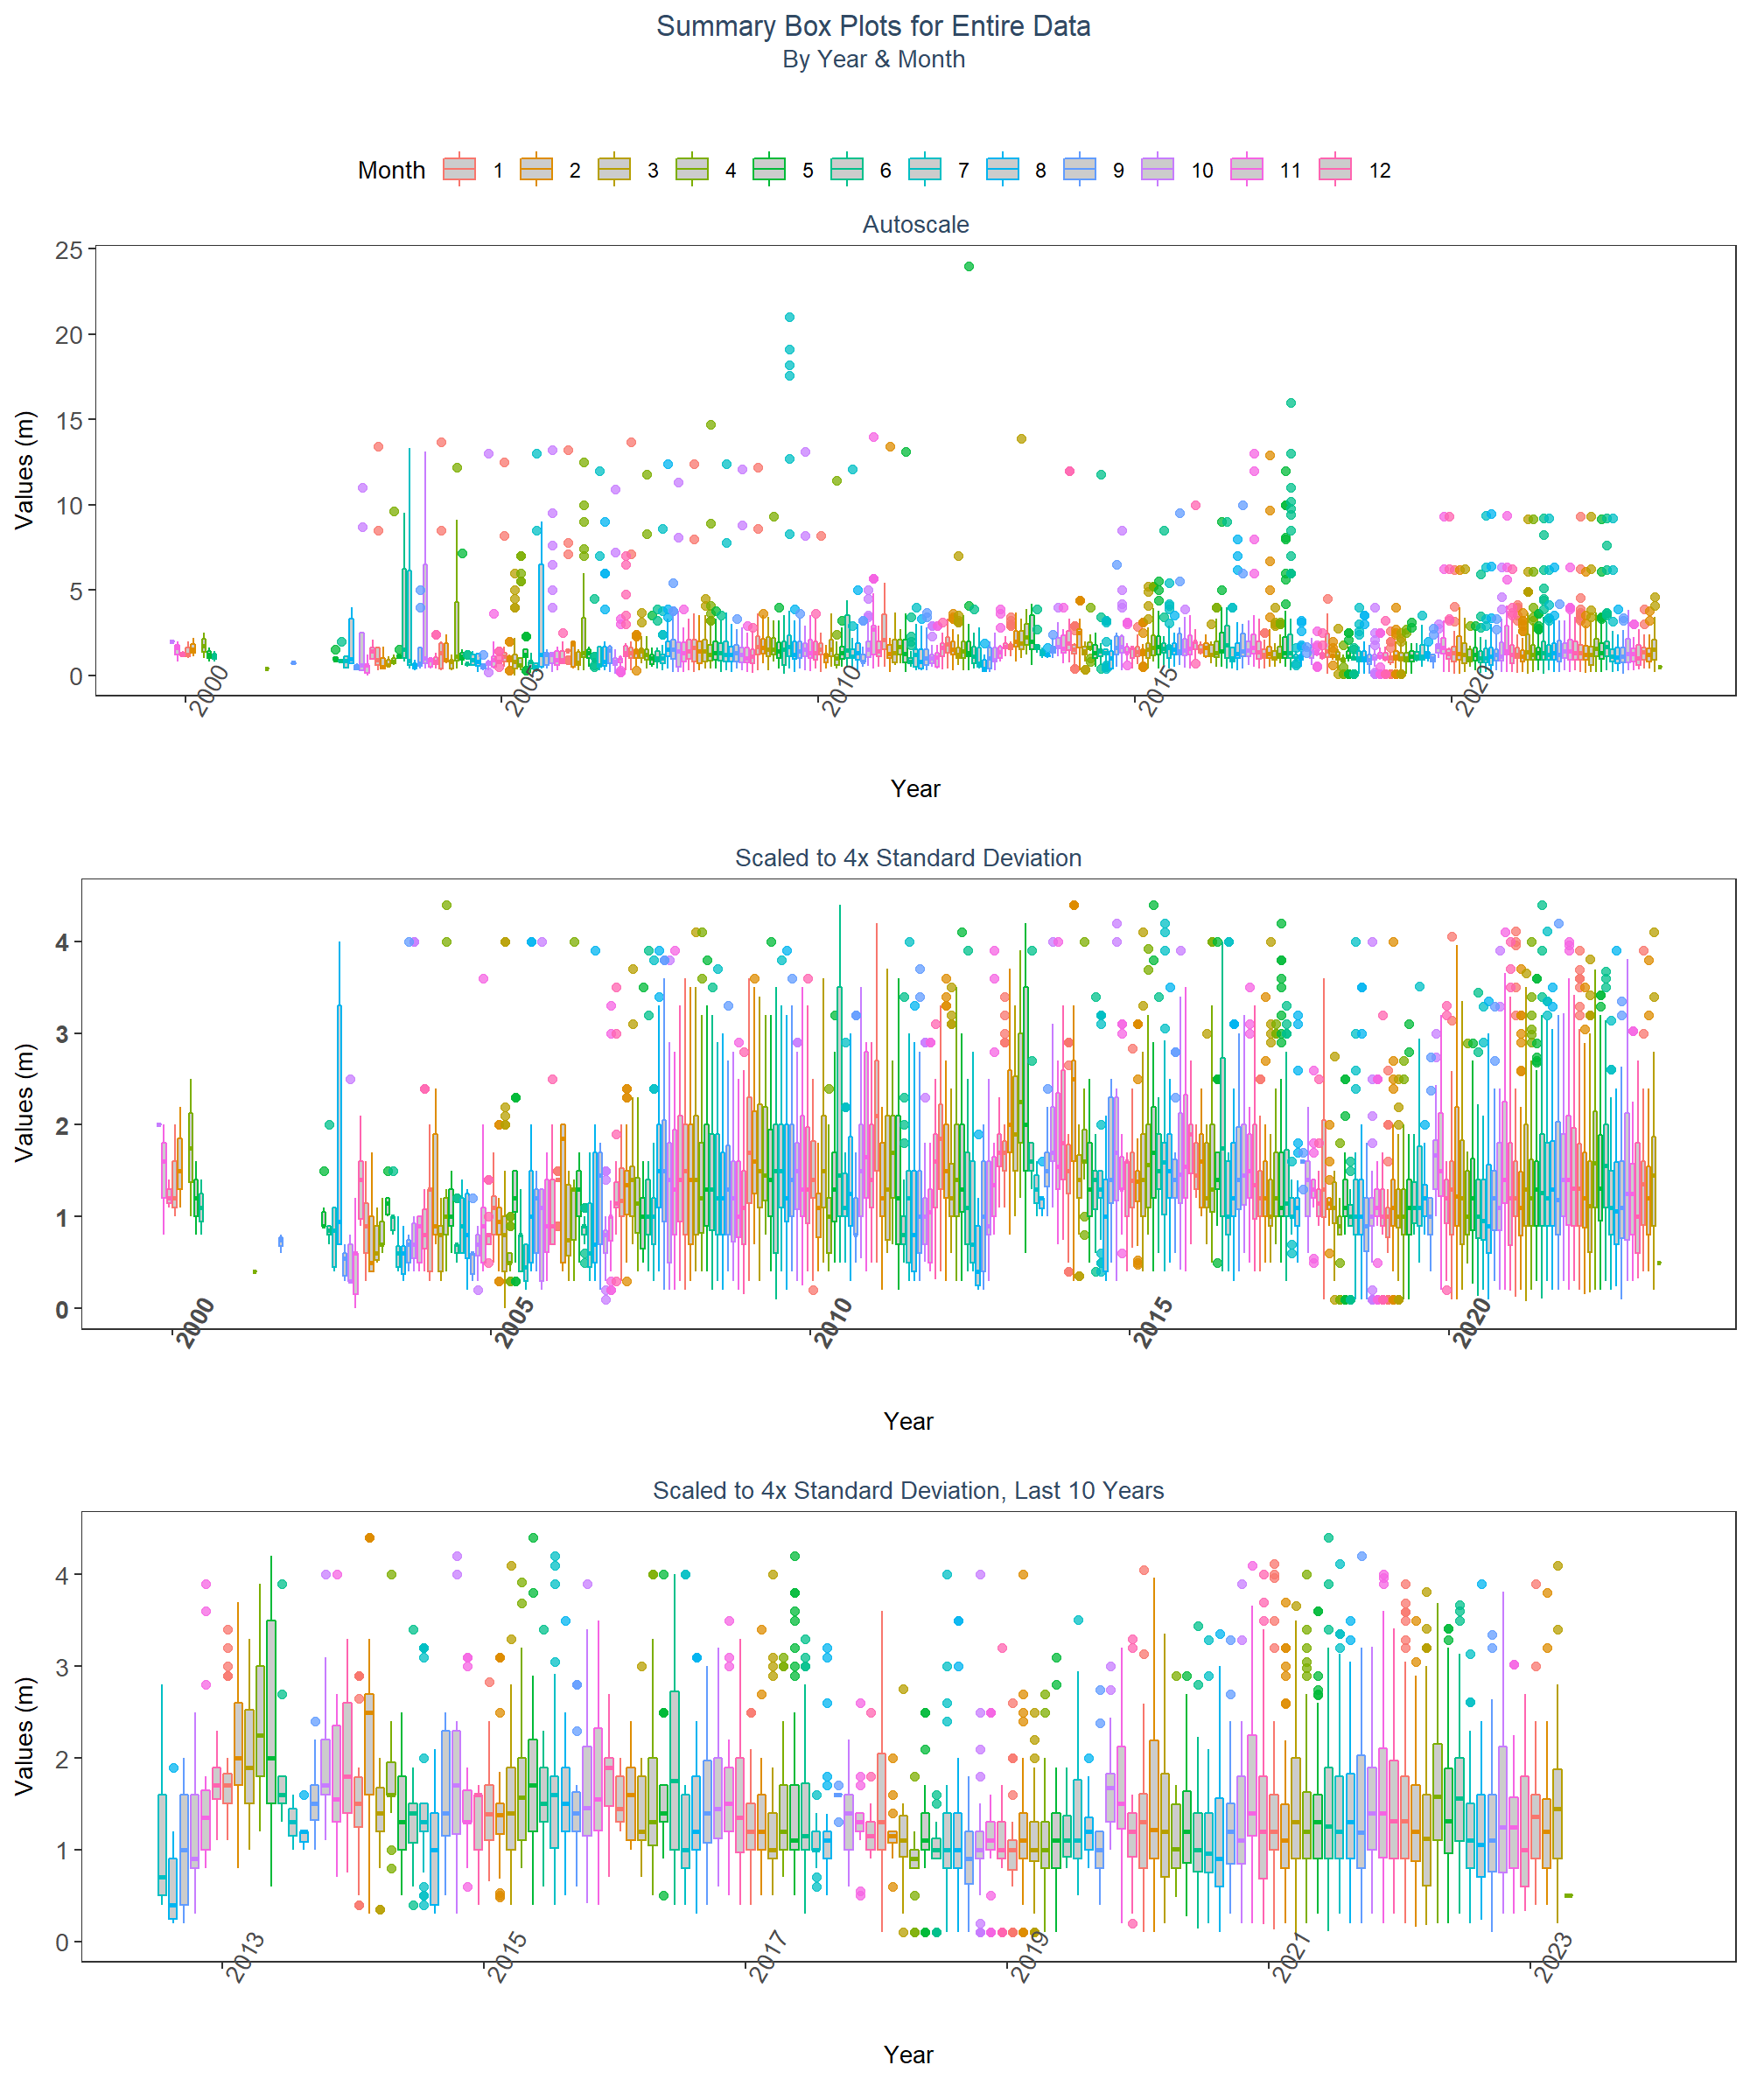 Summary Box Plots for Entire Data
By Year & Month
Month 1 2 3 4 5 6 7 8 9 10 11 12
Autoscale
Values (m)
25
20
15
10
5
0
2000 2005 2010 2015 2020
Year
Scaled to 4x Standard Deviation
Values (m)
4
3
2
1
0
2000 2005 2010 2015 2020
Year
Scaled to 4x Standard Deviation, Last 10 Years
Values (m)
4
3
2
1
0
2013 2015 2017 2019 2021 2023
Year